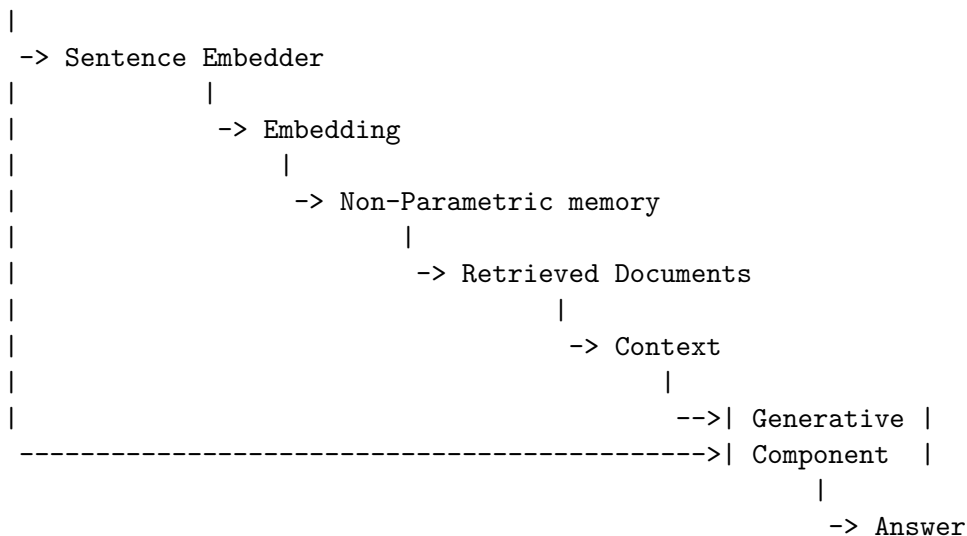 |
-> Sentence Embedder
|            |
|             -> Embedding
|                 |
|                  -> Non-Parametric memory
|                         |
|                          -> Retrieved Documents
|                                   |
|                                    -> Context
|                                          |
|                                           -->| Generative |
--------------------------------------------->| Component  |
                                                    |
                                                     -> Answer